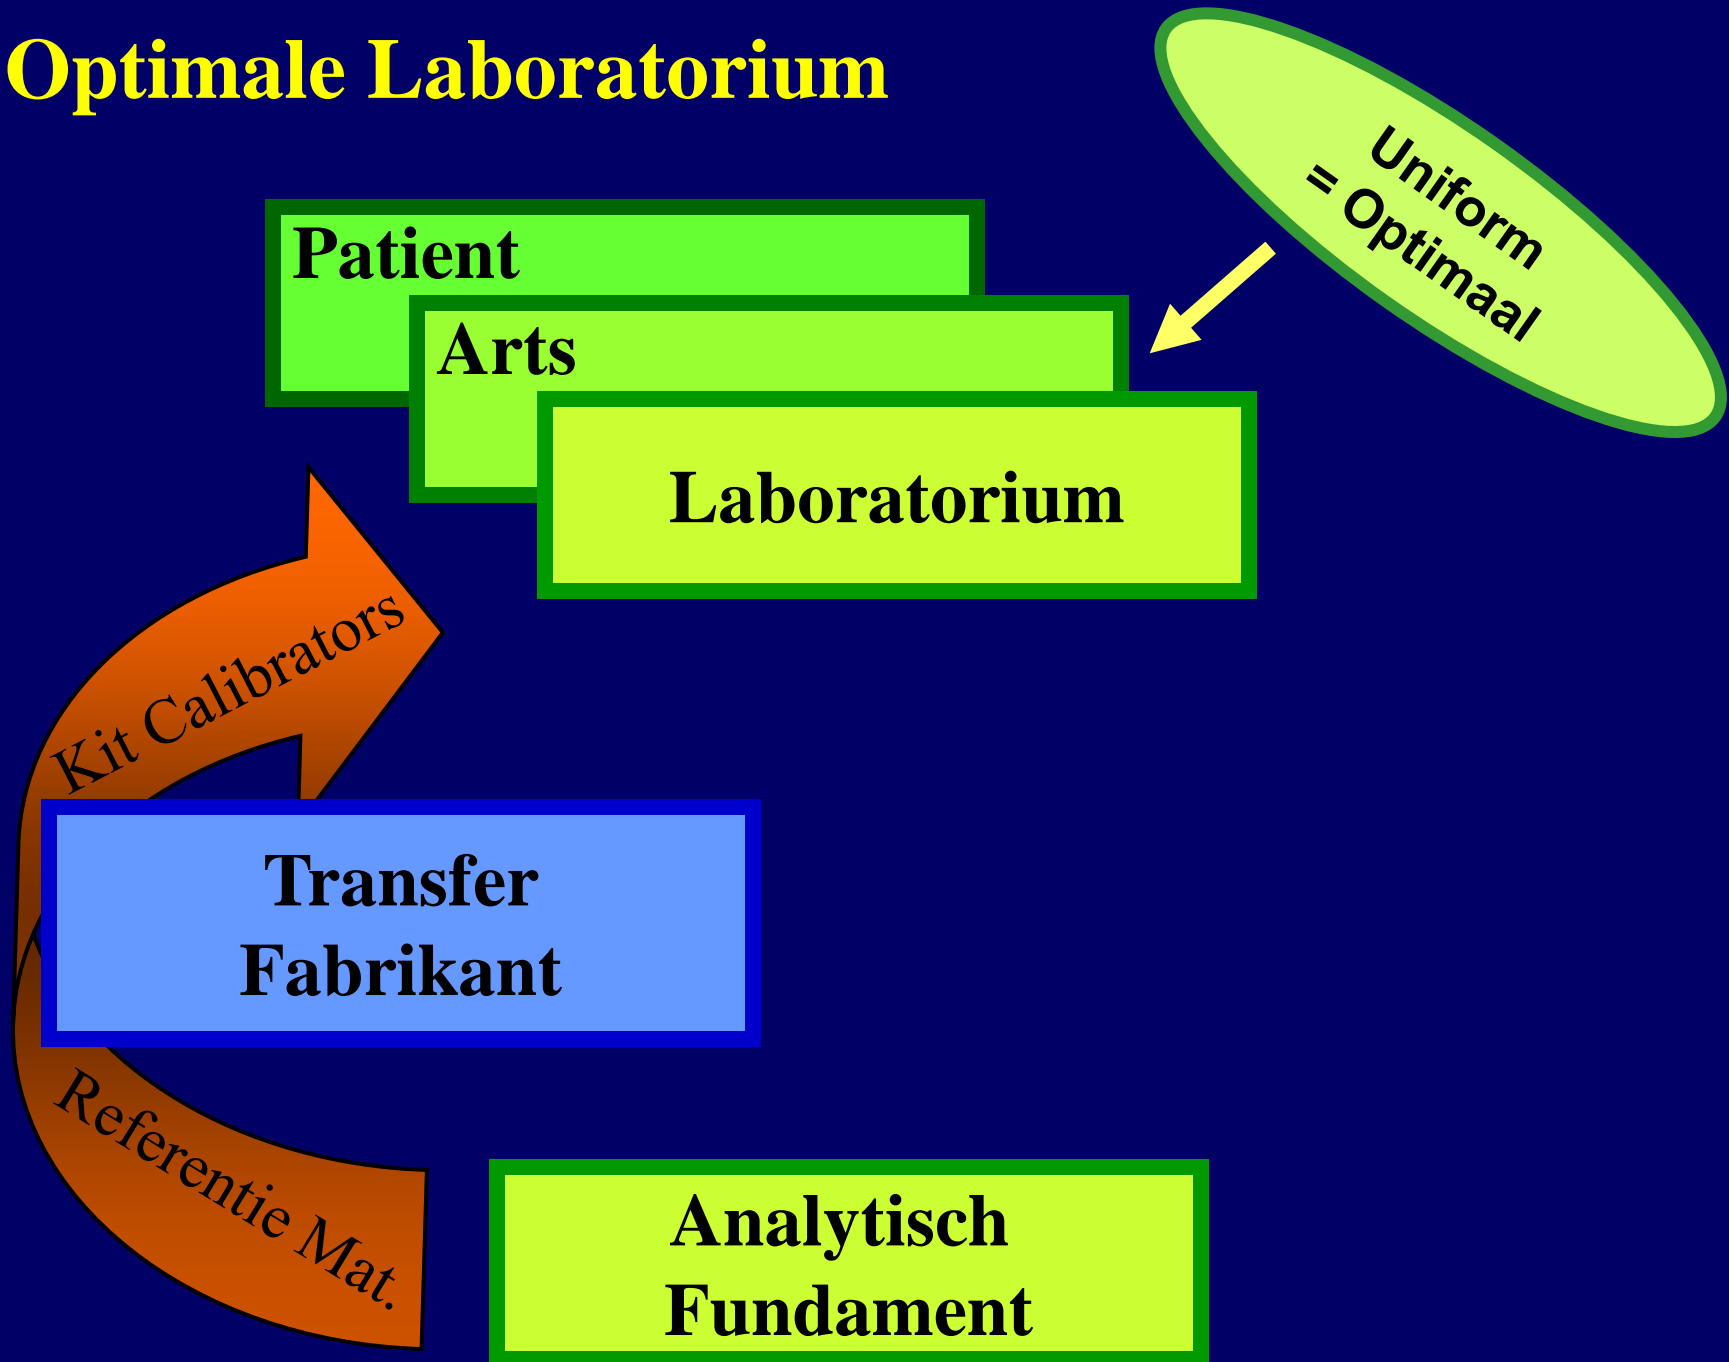 Optimale Laboratorium
Uniform
= Optimaal
Patient
Arts
Laboratorium
Kit Calibrators
Transfer
Fabrikant
Referentie Mat.
Analytisch
Fundament